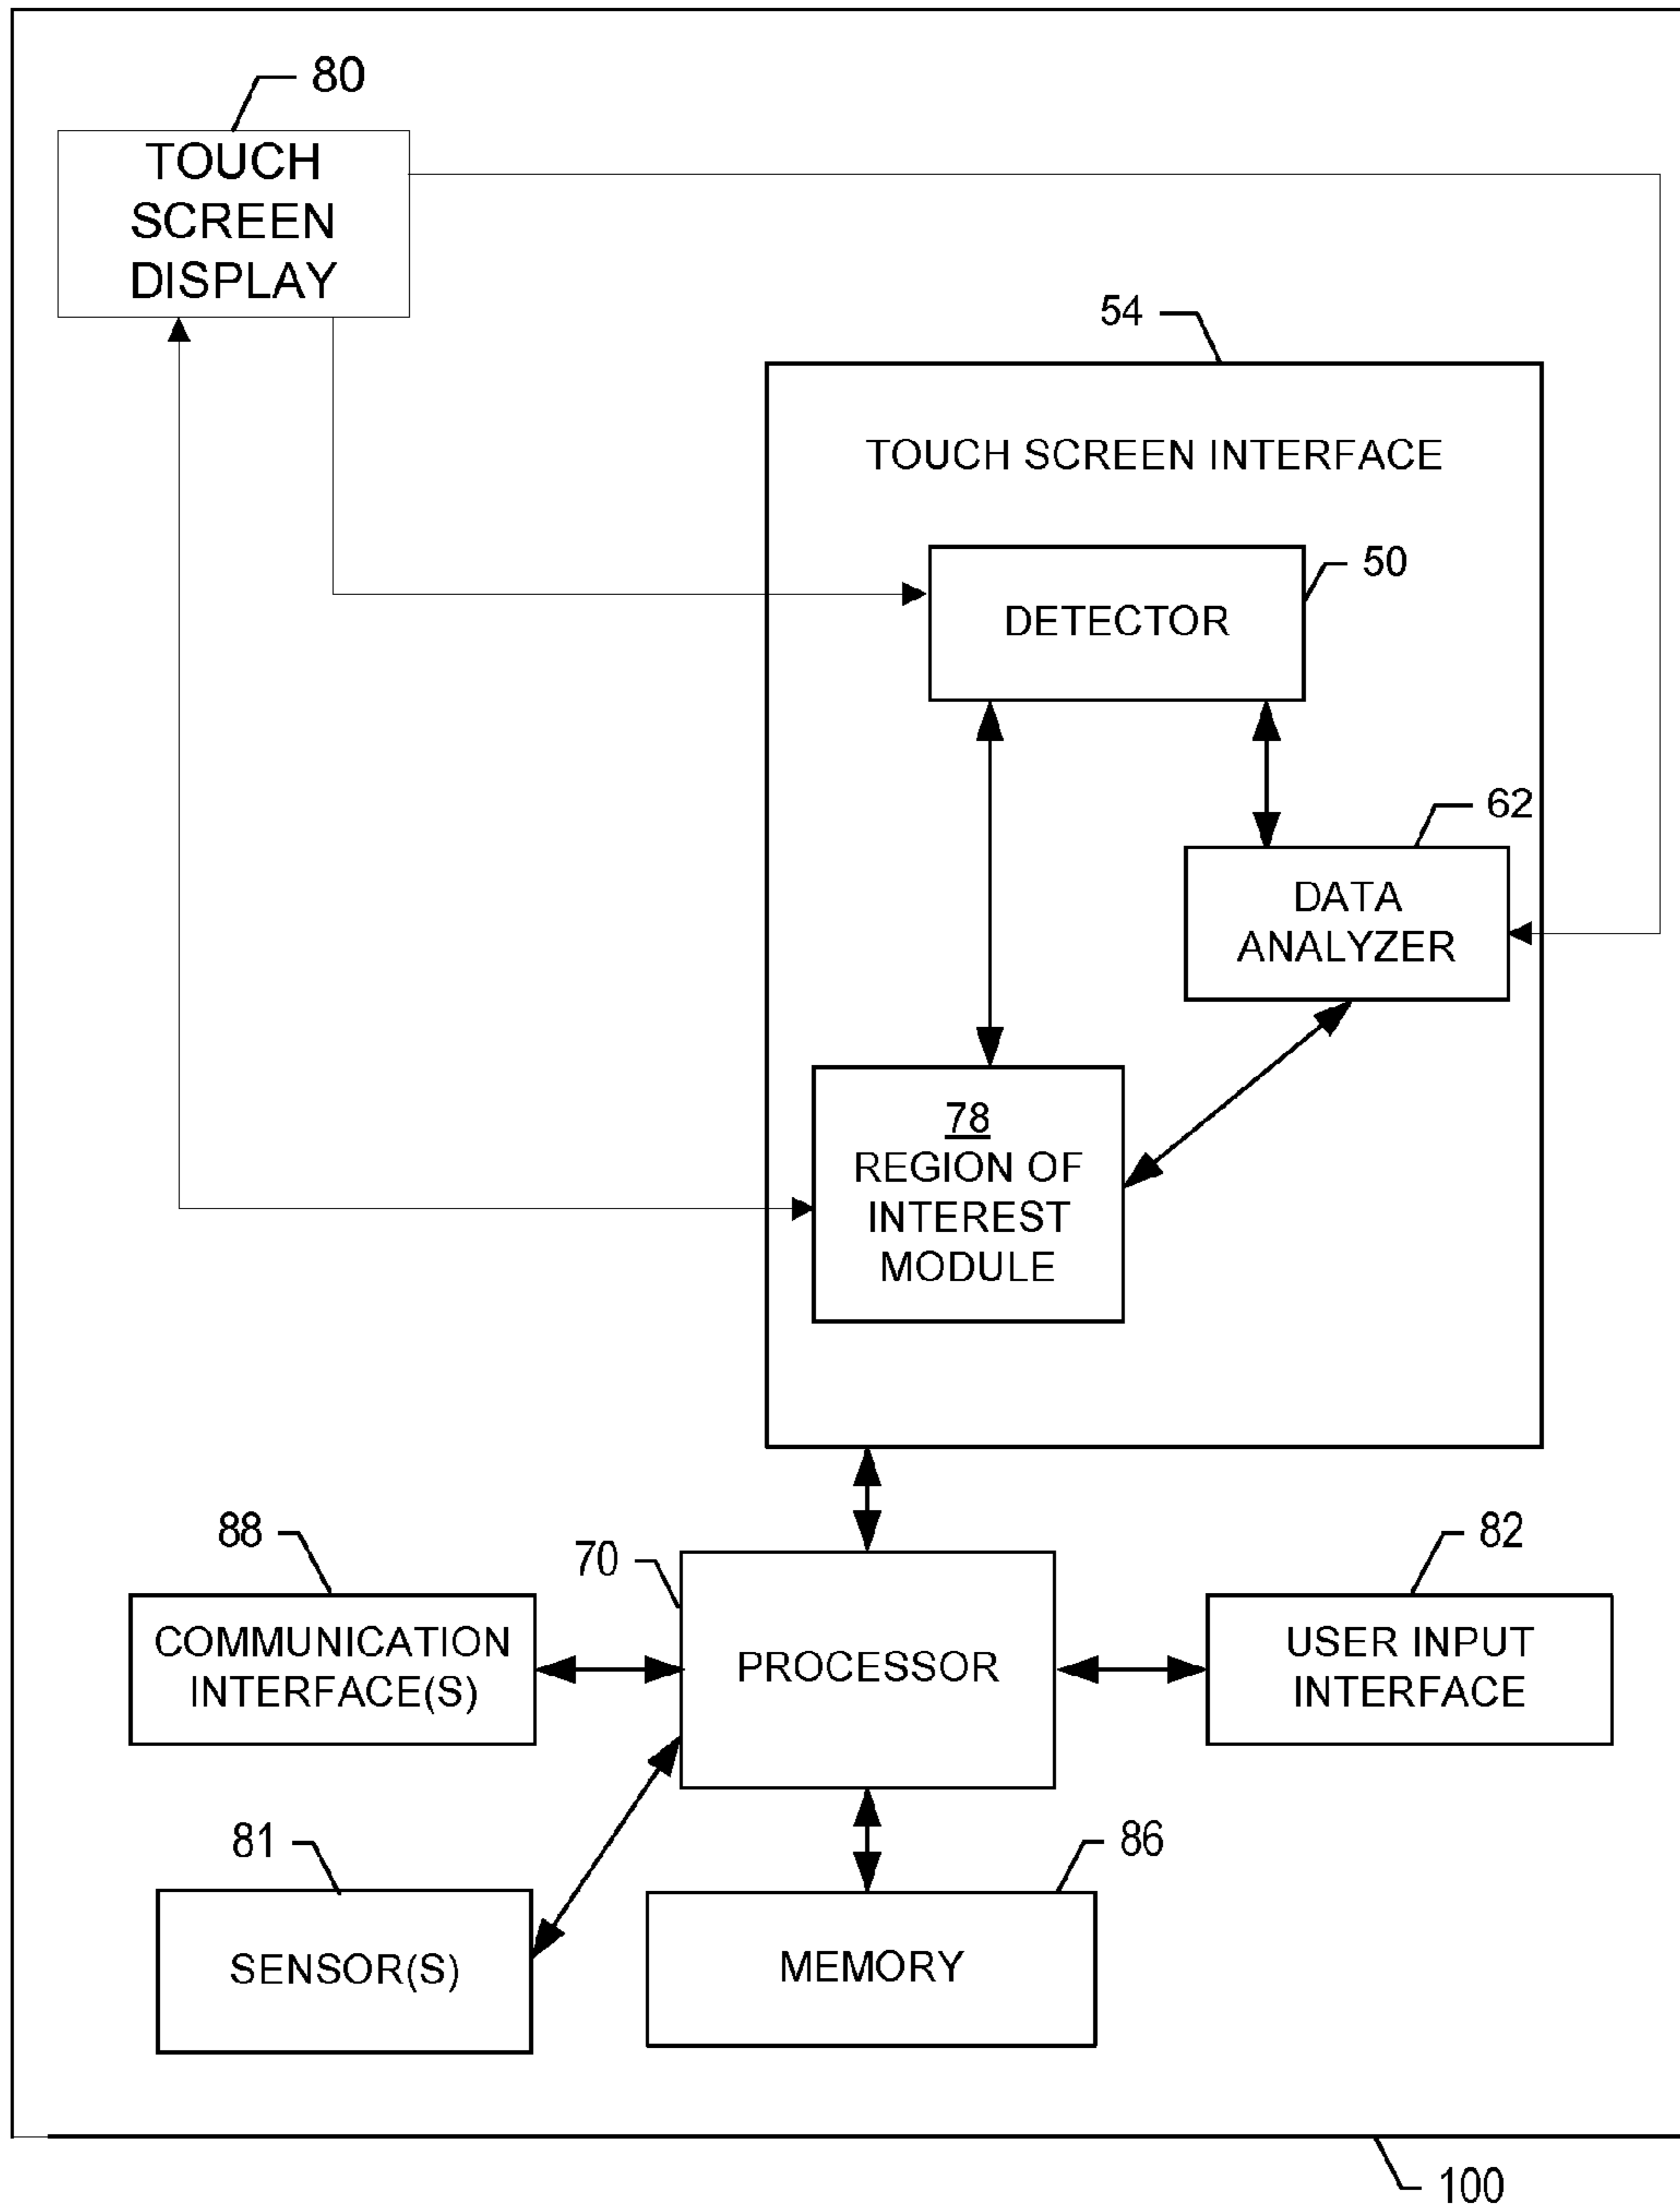 80
TOUCH
SCREEN
DISPLAY
54
TOUCH SCREEN INTERFACE
50
DETECTOR
62
DATA
ANALYZER
78
REGION OF
INTEREST
MODULE
88
70
82
COMMUNICATION
INTERFACE(S)
PROCESSOR
USER INPUT
INTERFACE
81
86
SENSOR(S)
MEMORY
100